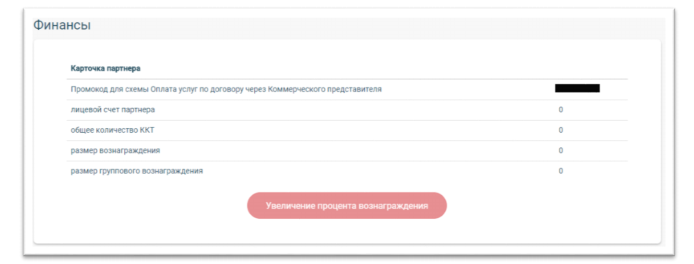 Финансы
Карточка партнера
Промокод для схемы Оплата услуг по договору через Коммерческого представителя
лицевой счет партнера 0
общее количество ККТ 0
размер вознаграждения 0
размер группового вознаграждения 0
Увеличение процента вознаграждения